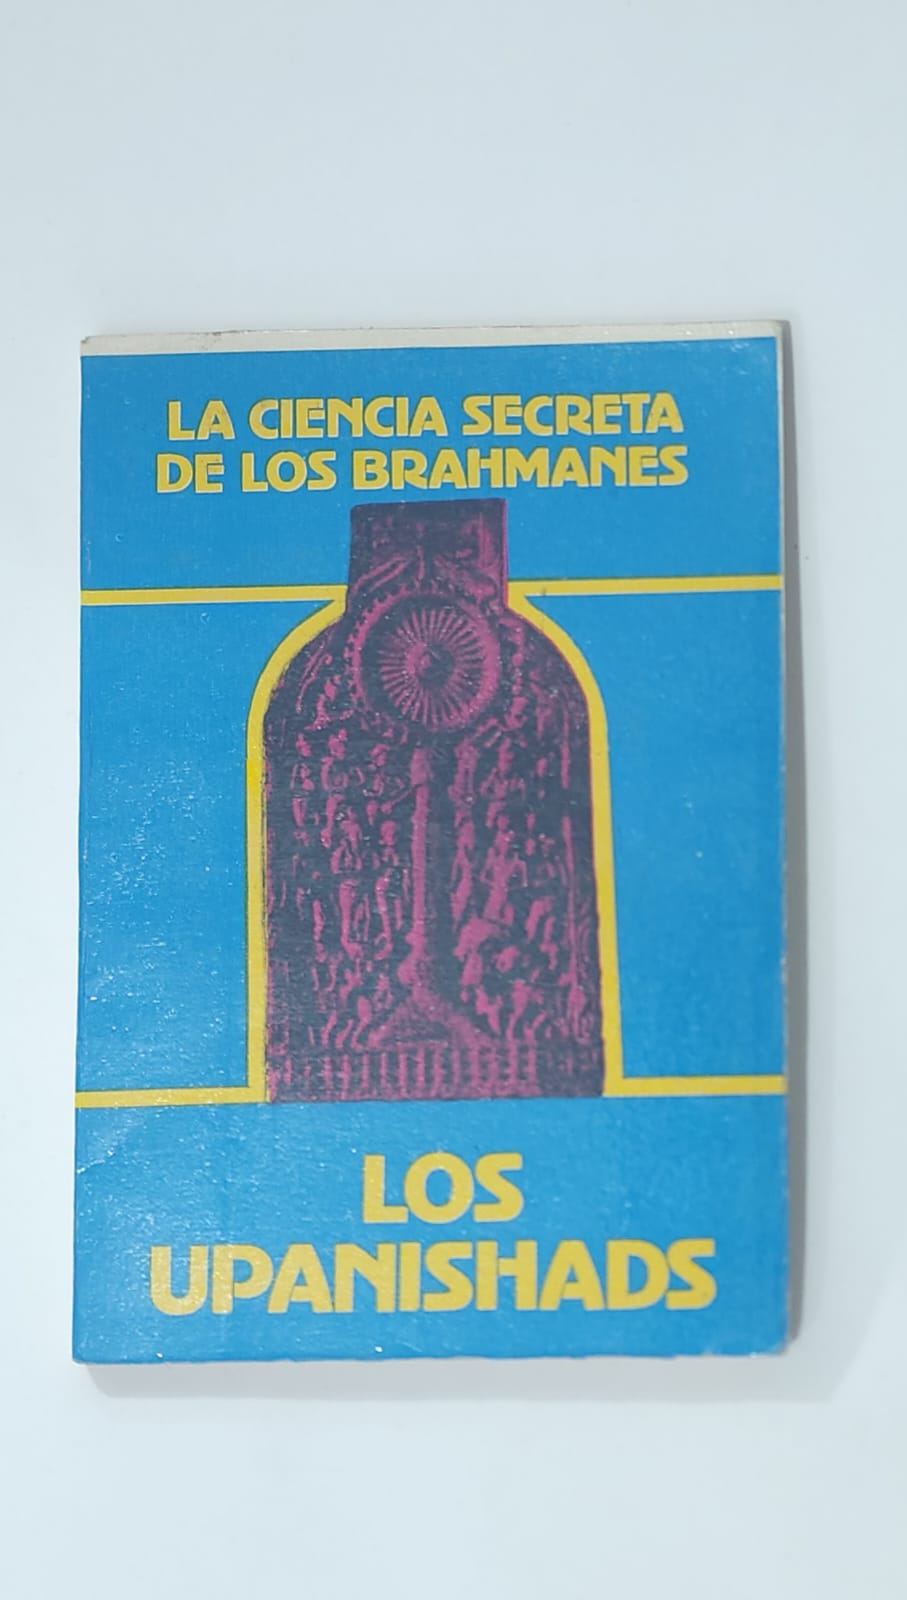 LA CIENCIA SECRETA
DE LOS BRAHMANES
LOS
UPANISHADS